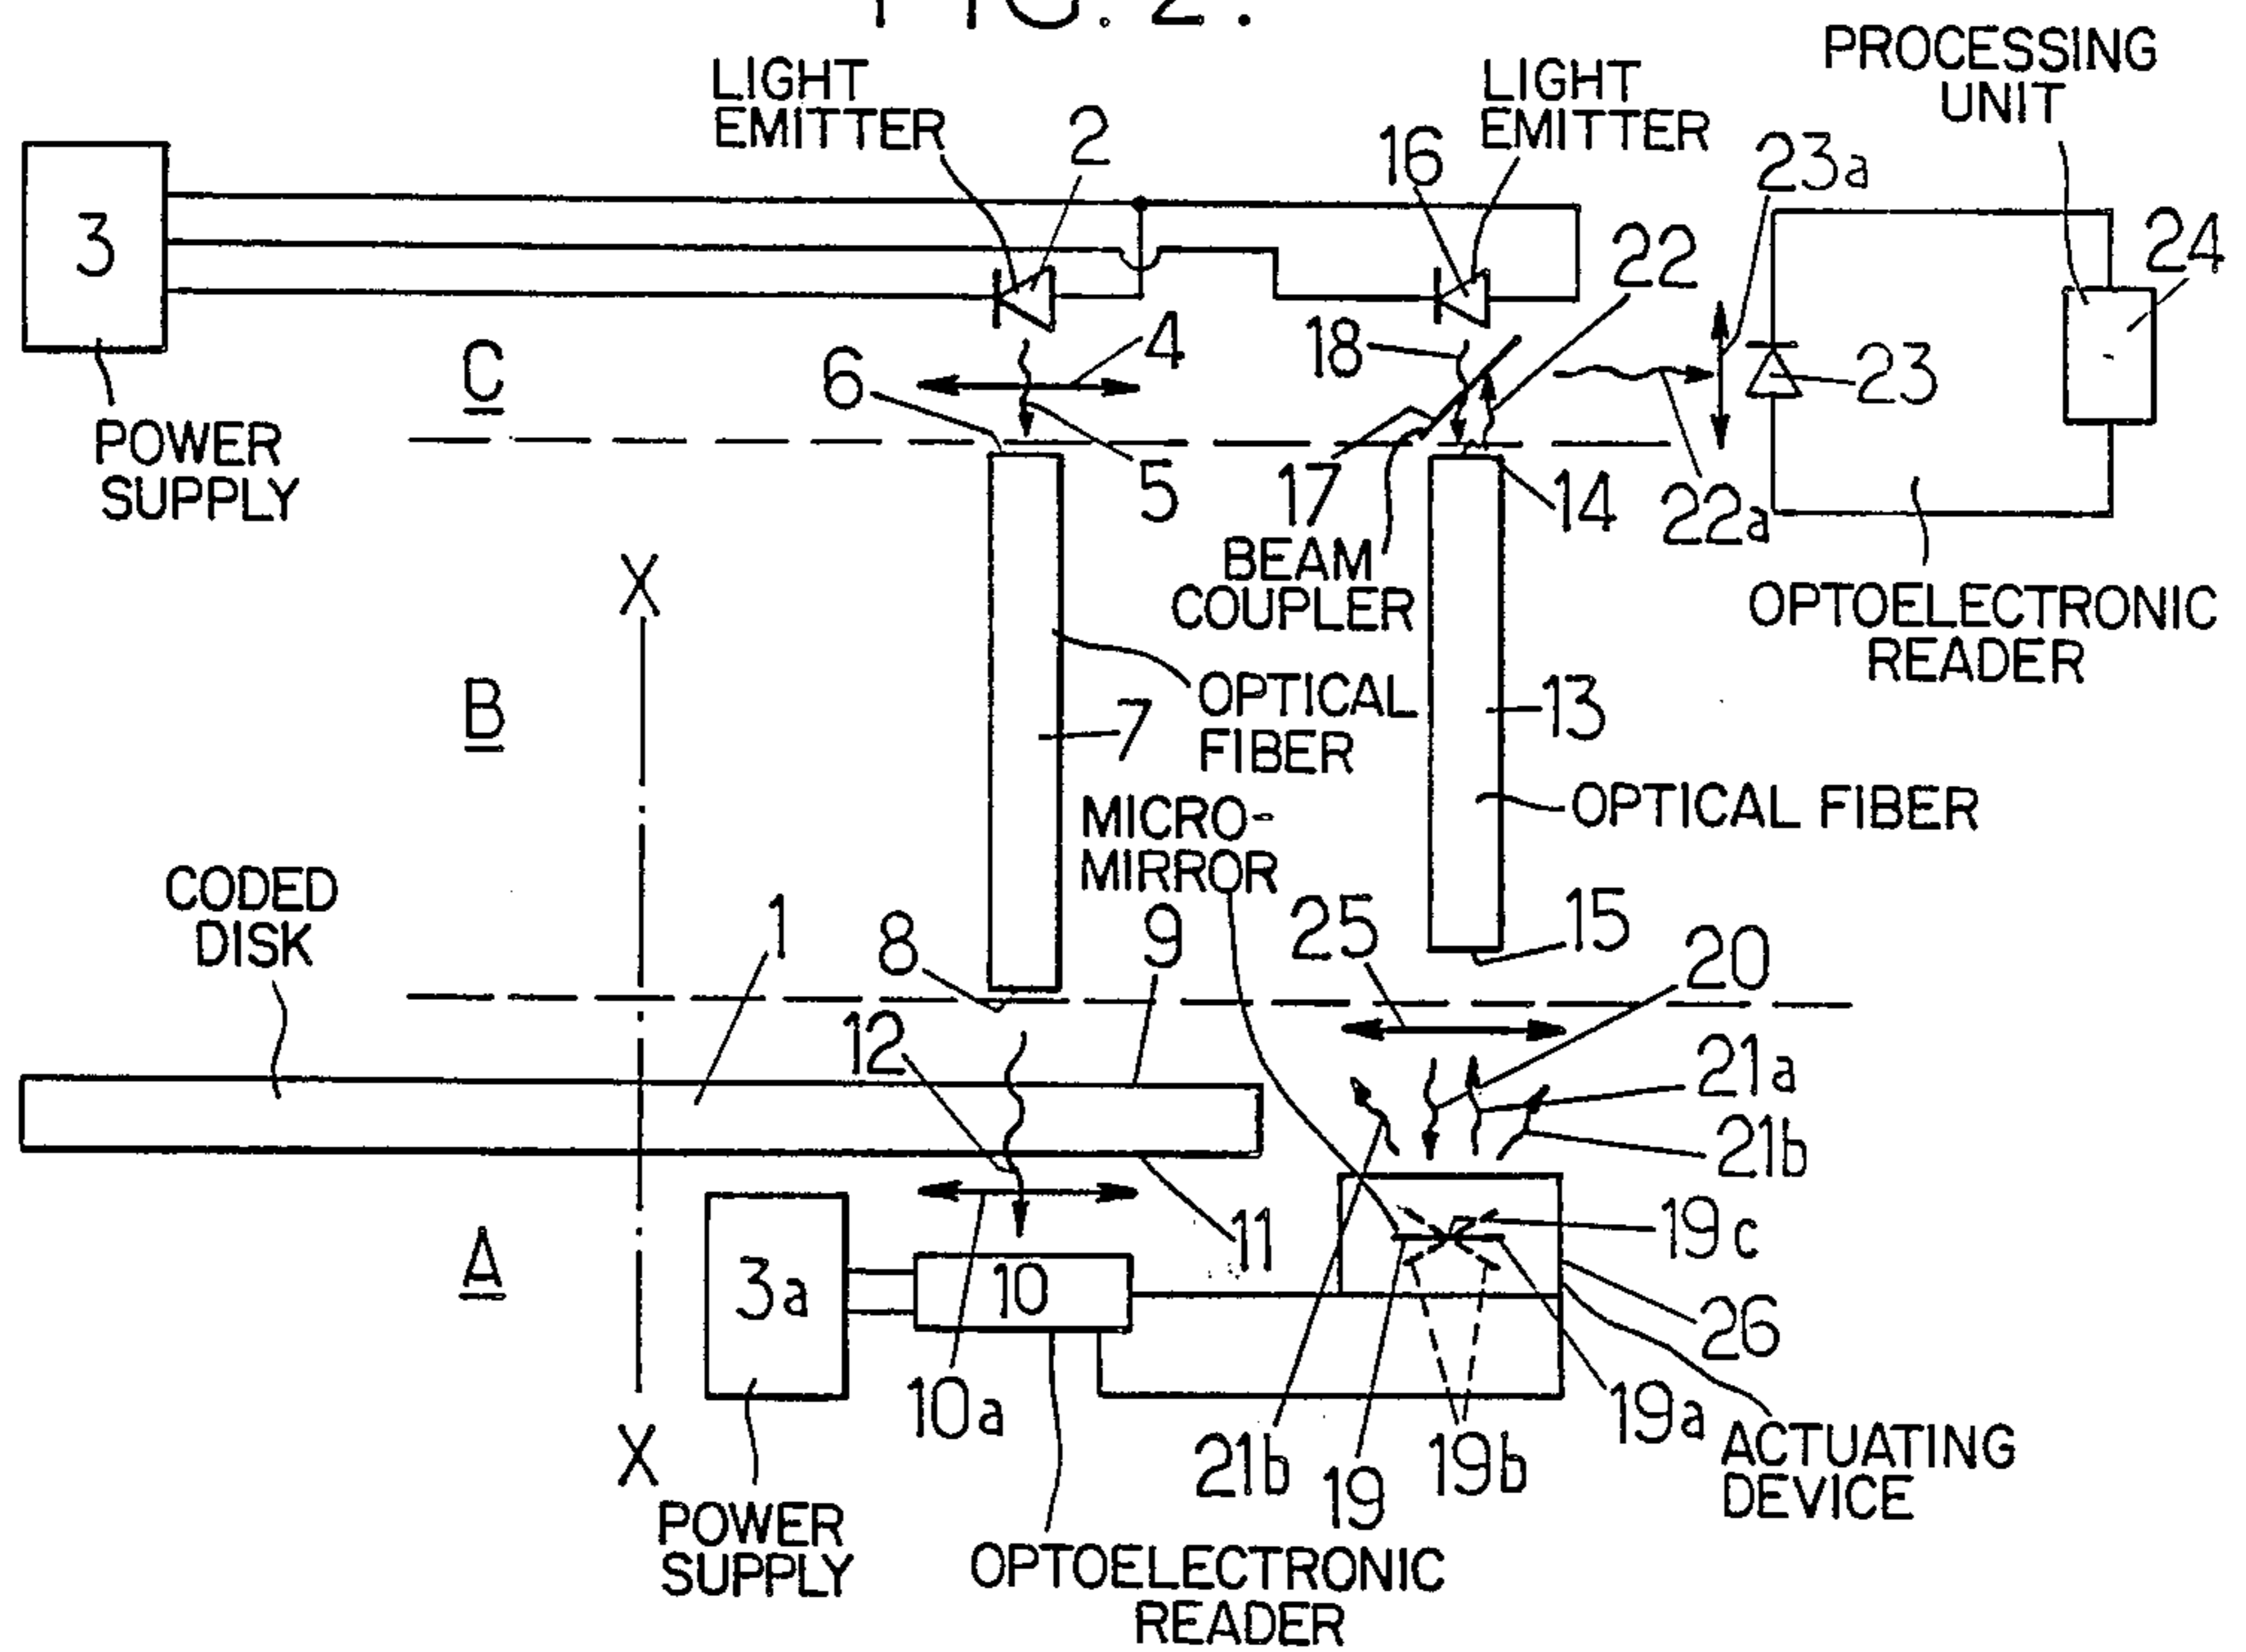 FIG. 2.
PROCESSING
UNIT
LIGHT
EMITTER
2
16
LIGHT
EMITTER
23a
24
3
22
C
6
4
18
23
POWER
SUPPLY
5
17
14
22a
BEAM
COUPLER
OPTOELECTRONIC
READER
X
B
7
OPTICAL
FIBER
13
OPTICAL FIBER
MICRO-
MIRROR
CODED
DISK
1
8
9
25
15
20
12
21a
21b
A
11
19c
3a
10
26
10a
21b
19
19b
19a
ACTUATING
DEVICE
X
POWER
SUPPLY
OPTOELECTRONIC
READER